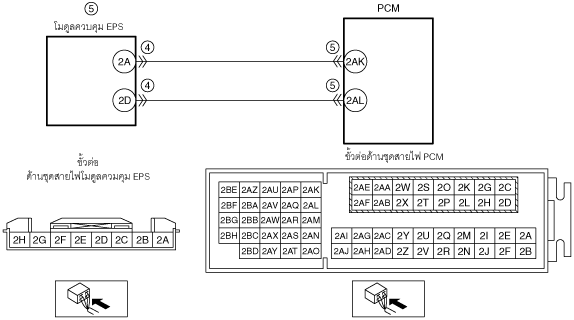 ⑤
โมดูลควบคุม EPS
PCM
2A ④ ⑤ 2AK
2D ④ ⑤ 2AL
ขั้วต่อ
ด้านชุดสายไฟโมดูลควมคุม EPS
2H 2G 2F 2E 2D 2C 2B 2A
ขั้วต่อด้านชุดสายไฟ PCM
2BE 2AZ 2AU 2AP 2AK
2BF 2BA 2AV 2AQ 2AL
2BG 2BB 2AW 2AR 2AM
2BH 2BC 2AX 2AS 2AN
2BD 2AY 2AT 2AO
2AE 2AA 2W 2S 2O 2K 2G 2C
2AF 2AB 2X 2T 2P 2L 2H 2D
2AI 2AG 2AC 2Y 2U 2Q 2M 2I 2E 2A
2AJ 2AH 2AD 2Z 2V 2R 2N 2J 2F 2B